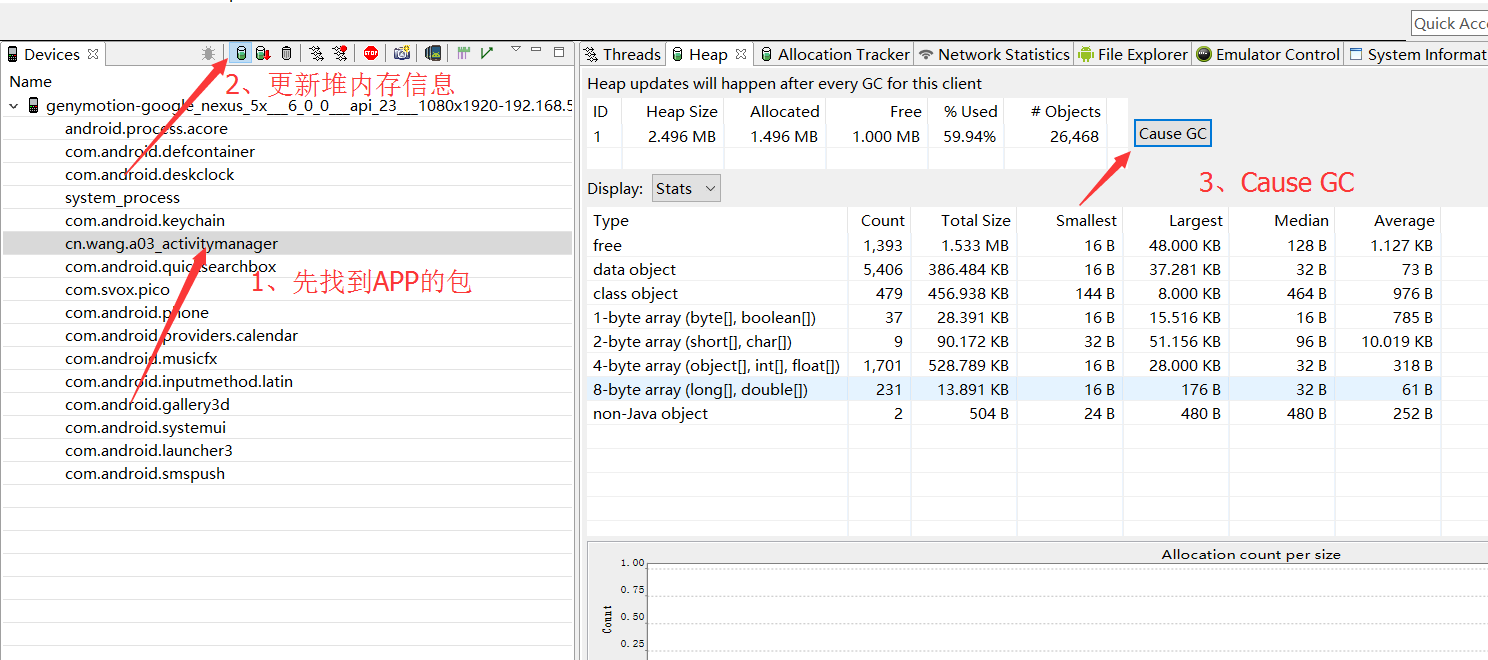 Quick Acc
Devices
2、更新堆内存信息
Name
genymotion-google_nexus_5x___6_0_0___api_23___1080x1920-192.168.5
android.process.acore
com.android.defcontainer
com.android.deskclock
system_process
com.android.keychain
cn.wang.a03_activitymanager
com.android.quicksearchbox
1、先找到APP的包
com.svox.pico
com.android.phone
com.android.providers.calendar
com.android.musicfx
com.android.inputmethod.latin
com.android.gallery3d
com.android.systemui
com.android.launcher3
com.android.smspush
Threads Heap Allocation Tracker Network Statistics File Explorer Emulator Control System Informat
Heap updates will happen after every GC for this client
ID Heap Size Allocated Free % Used # Objects
1 2.496 MB 1.496 MB 1.000 MB 59.94% 26,468
Cause GC
3、Cause GC
Display: Stats
Type Count Total Size Smallest Largest Median Average
free 1,393 1.533 MB 16 B 48.000 KB 128 B 1.127 KB
data object 5,406 386.484 KB 16 B 37.281 KB 32 B 73 B
class object 479 456.938 KB 144 B 8.000 KB 464 B 976 B
1-byte array (byte[], boolean[]) 37 28.391 KB 16 B 15.516 KB 16 B 785 B
2-byte array (short[], char[]) 9 90.172 KB 32 B 51.156 KB 96 B 10.019 KB
4-byte array (object[], int[], float[]) 1,701 528.789 KB 16 B 28.000 KB 32 B 318 B
8-byte array (long[], double[]) 231 13.891 KB 16 B 176 B 32 B 61 B
non-Java object 2 504 B 24 B 480 B 480 B 252 B
Allocation count per size
1.00
0.75
0.50
0.25
Count